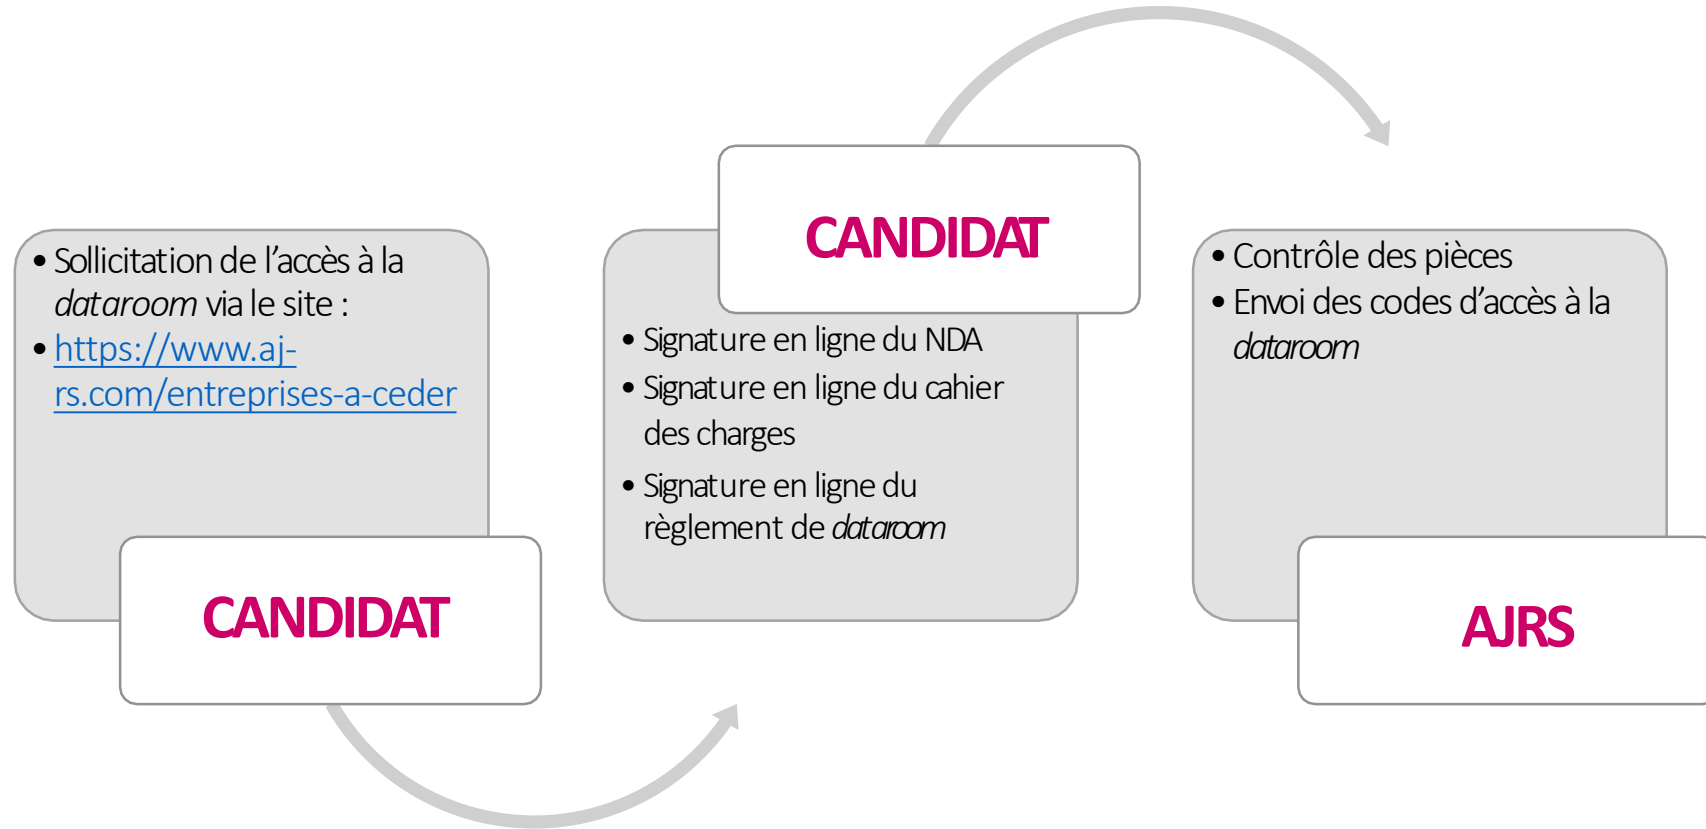 • Sollicitation de l’accès à la
dataroom via le site :
• https://www.aj-
rs.com/entreprises-a-ceder
CANDIDAT
CANDIDAT
• Signature en ligne du NDA
• Signature en ligne du cahier
des charges
• Signature en ligne du
règlement de dataroom
• Contrôle des pièces
• Envoi des codes d’accès à la
dataroom
AJRS